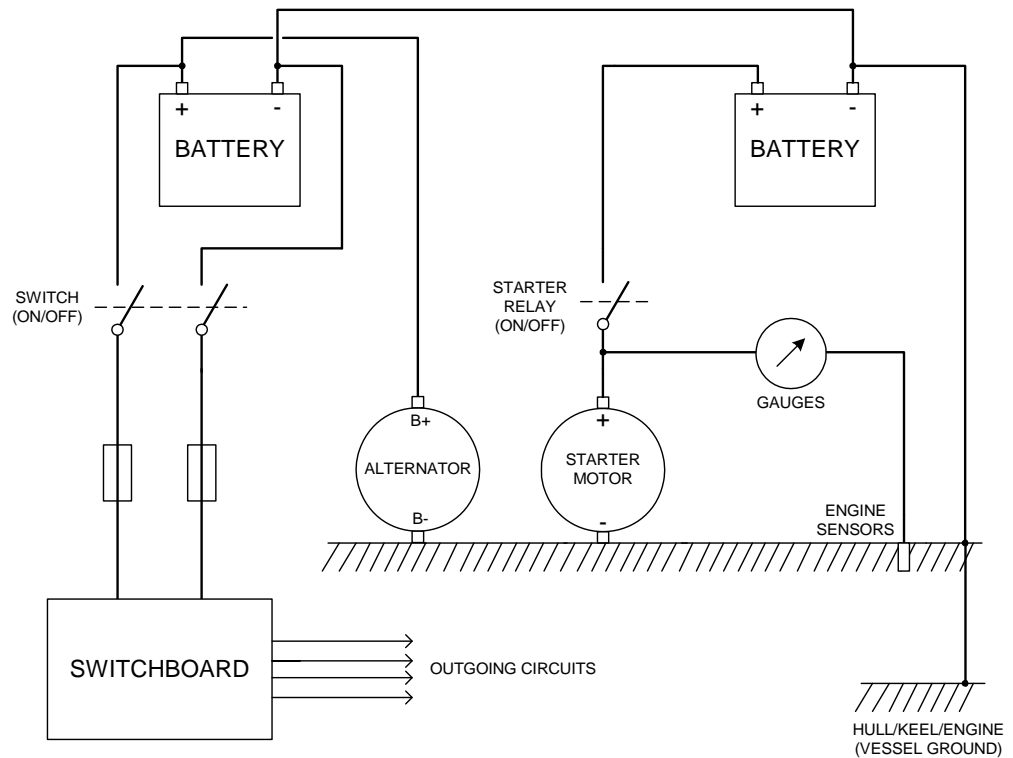 + -
BATTERY
+ -
BATTERY
SWITCH
(ON/OFF)
STARTER
RELAY
(ON/OFF)
GAUGES
B+
ALTERNATOR
B-
+
STARTER
MOTOR
-
ENGINE
SENSORS
SWITCHBOARD
OUTGOING CIRCUITS
HULL/KEEL/ENGINE
(VESSEL GROUND)